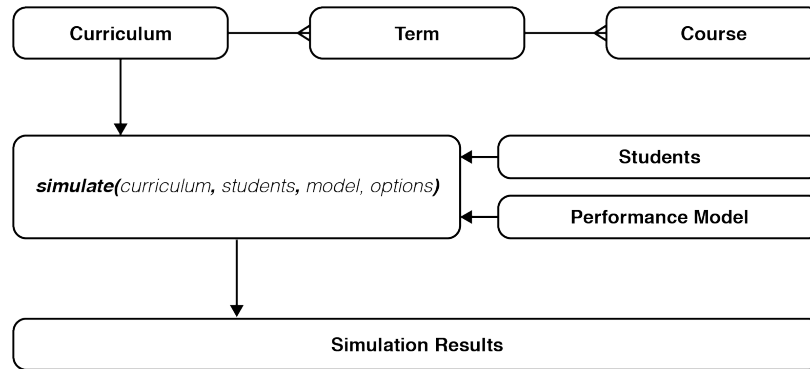 Curriculum
Term
Course
simulate(curriculum, students, model, options)
Students
Performance Model
Simulation Results